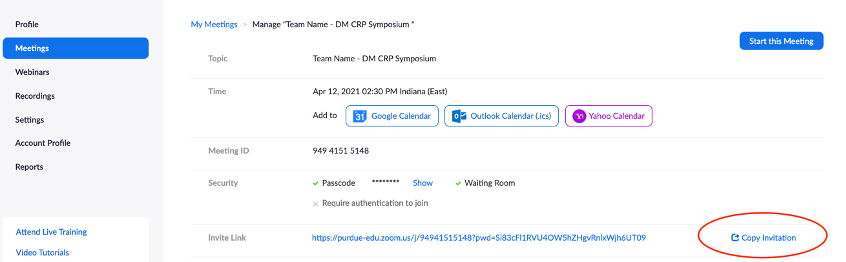 Profile
Meetings
Webinars
Recordings
Settings
Account Profile
Reports
Attend Live Training
Video Tutorials
My Meetings > Manage "Team Name - DM CRP Symposium "
Start this Meeting
Topic Team Name - DM CRP Symposium
Time Apr 12, 2021 02:30 PM Indiana (East)
Add to 31 Google Calendar Outlook Calendar (.ics) Yahoo Calendar
Meeting ID 949 4151 5148
Security Passcode ******** Show Waiting Room
Require authentication to join
Invite Link https://purdue-edu.zoom.us/j/94941515148?pwd=Si83cFl1RVU4OW5hZHgvRnlxWjh6UT09 Copy Invitation